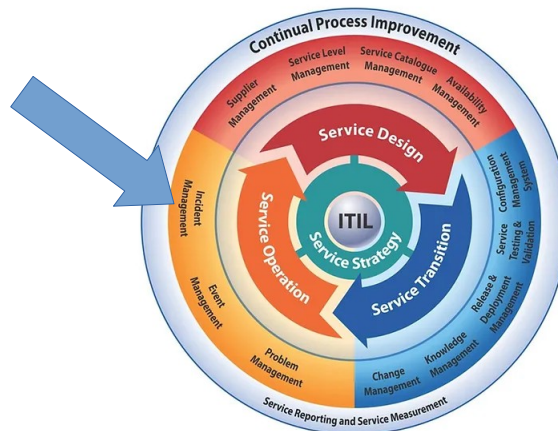 Continual Process Improvement
Supplier
Management
Service Level
Management
Service Catalogue
Management
Availability
Management
Service Design
Configuration
Management
System
Service
Testing &
Validation
Release &
Deployment
Management
Knowledge
Management
Change
Management
Service Transition
ITIL
Service Strategy
Service Operation
Incident
Management
Event
Management
Problem
Management
Service Reporting and Service Measurement